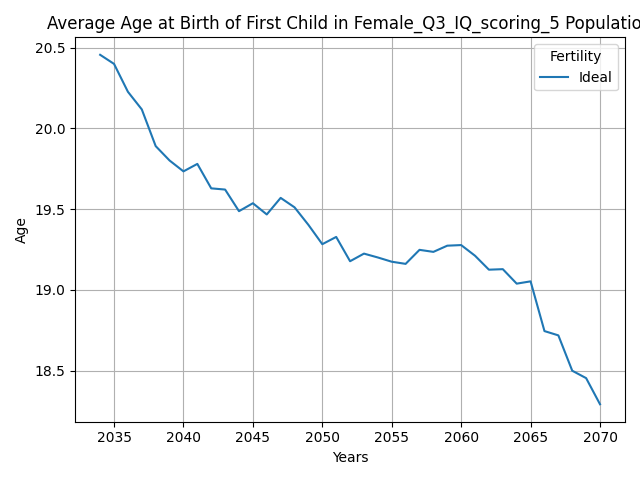 Average Age at Birth of First Child in Female_Q3_IQ_scoring_5 Populatio
Fertility
Ideal
20.5
20.0
19.5
19.0
18.5
Age
2035 2040 2045 2050 2055 2060 2065 2070
Years